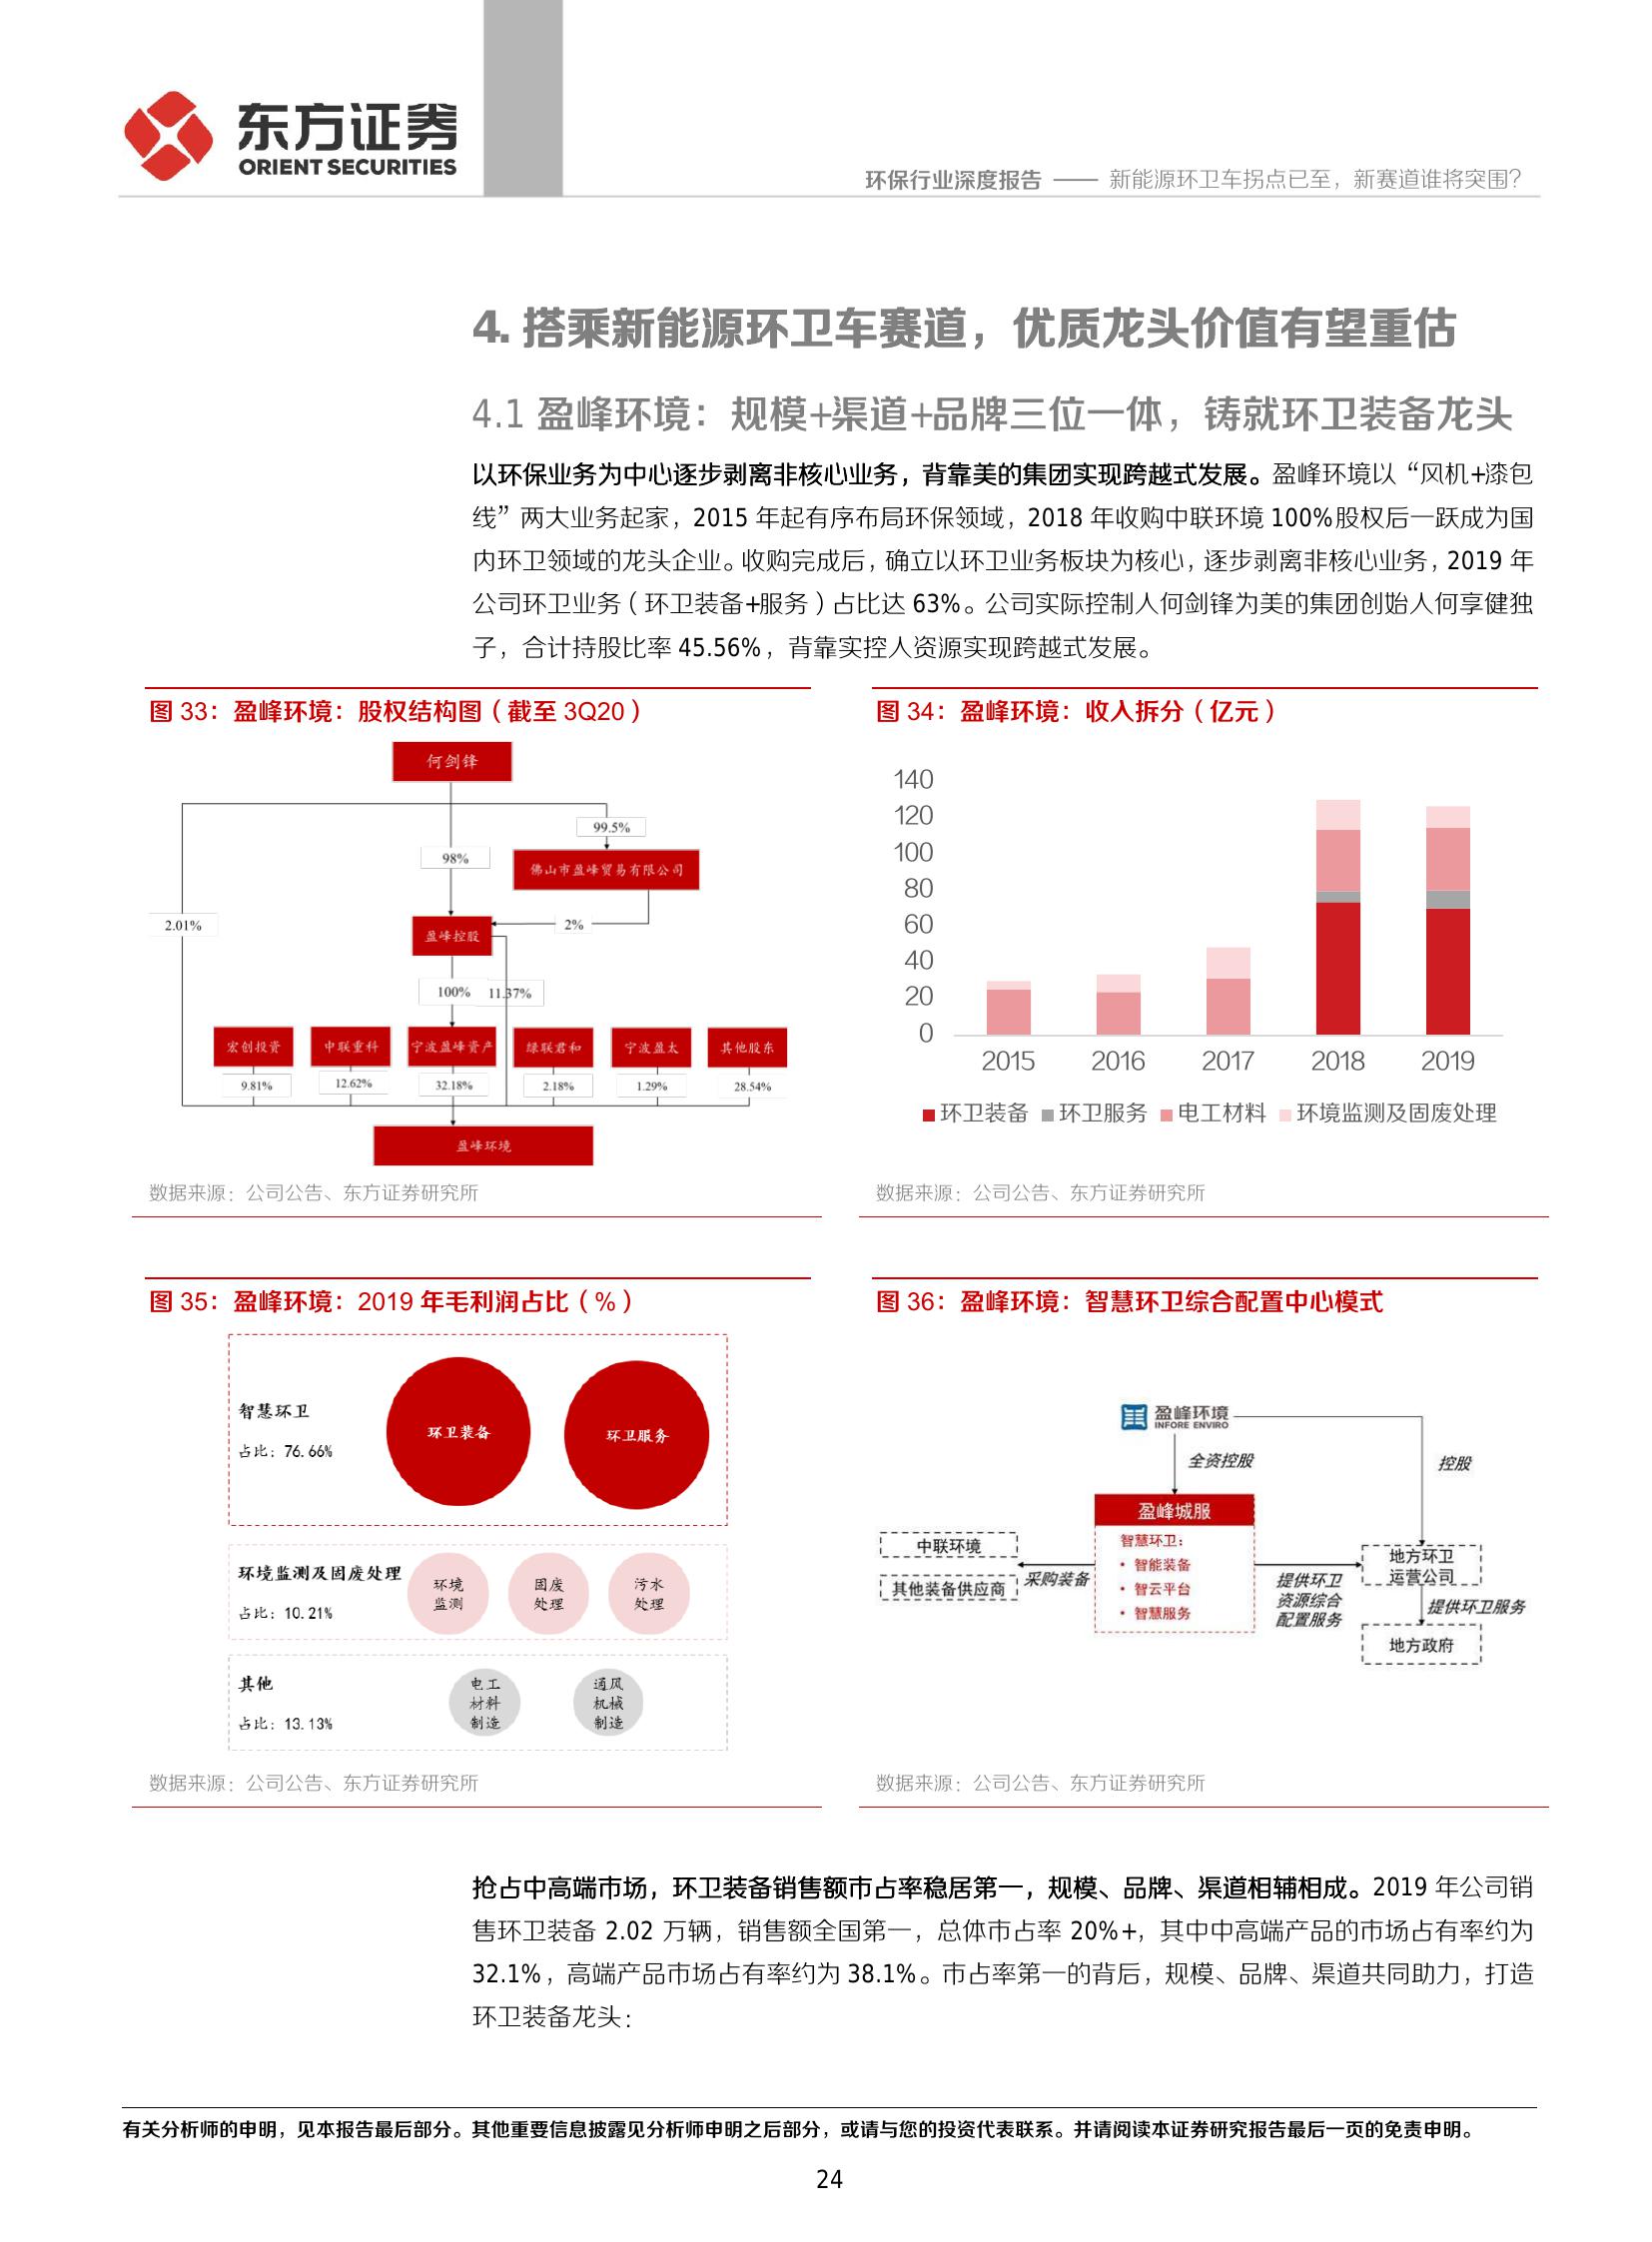 东方证券
ORIENT SECURITIES
环保行业深度报告 —— 新能源环卫车拐点已至，新赛道谁将突围？
4. 搭乘新能源环卫车赛道，优质龙头价值有望重估
4.1 盈峰环境：规模+渠道+品牌三位一体，铸就环卫装备龙头
以环保业务为中心逐步剥离非核心业务，背靠美的集团实现跨越式发展。盈峰环境以“风机+漆包
线”两大业务起家，2015 年起有序布局环保领域，2018 年收购中联环境 100%股权后一跃成为国
内环卫领域的龙头企业。收购完成后，确立以环卫业务板块为核心，逐步剥离非核心业务，2019 年
公司环卫业务（环卫装备+服务）占比达 63%。公司实际控制人何剑锋为美的集团创始人何享健独
子，合计持股比率 45.56%，背靠实控人资源实现跨越式发展。
图 33：盈峰环境：股权结构图（截至 3Q20）
何剑锋
99.5%
98%
佛山市盈峰贸易有限公司
2.01%
2%
盈峰控股
100%
11.37%
宏创投资
中联重科
宁波盈峰资产
绿联君和
宁波盈太
其他股东
9.81%
12.62%
32.18%
2.18%
1.29%
28.54%
盈峰环境
数据来源：公司公告、东方证券研究所
图 34：盈峰环境：收入拆分（亿元）
140
120
100
80
60
40
20
0
2015 2016 2017 2018 2019
环卫装备 环卫服务 电工材料 环境监测及固废处理
数据来源：公司公告、东方证券研究所
图 35：盈峰环境：2019 年毛利润占比（%）
智慧环卫
占比：76.66%
环卫装备
环卫服务
环境监测及固废处理
占比：10.21%
环境
监测
固废
处理
污水
处理
其他
占比：13.13%
电工
材料
制造
通风
机械
制造
数据来源：公司公告、东方证券研究所
图 36：盈峰环境：智慧环卫综合配置中心模式
盈峰环境
INFORE ENVIRO
全资控股
控股
盈峰城服
智慧环卫：
• 智能装备
• 智云平台
• 智慧服务
中联环境
其他装备供应商
采购装备
提供环卫
资源综合
配置服务
地方环卫
运营公司
提供环卫服务
地方政府
数据来源：公司公告、东方证券研究所
抢占中高端市场，环卫装备销售额市占率稳居第一，规模、品牌、渠道相辅相成。2019 年公司销
售环卫装备 2.02 万辆，销售额全国第一，总体市占率 20%+，其中中高端产品的市场占有率约为
32.1%，高端产品市场占有率约为 38.1%。市占率第一的背后，规模、品牌、渠道共同助力，打造
环卫装备龙头：
有关分析师的申明，见本报告最后部分。其他重要信息披露见分析师申明之后部分，或请与您的投资代表联系。并请阅读本证券研究报告最后一页的免责申明。
24